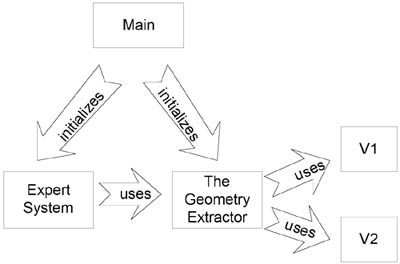 Main
initializes
initializes
Expert
System
uses
The
Geometry
Extractor
uses
V1
uses
V2